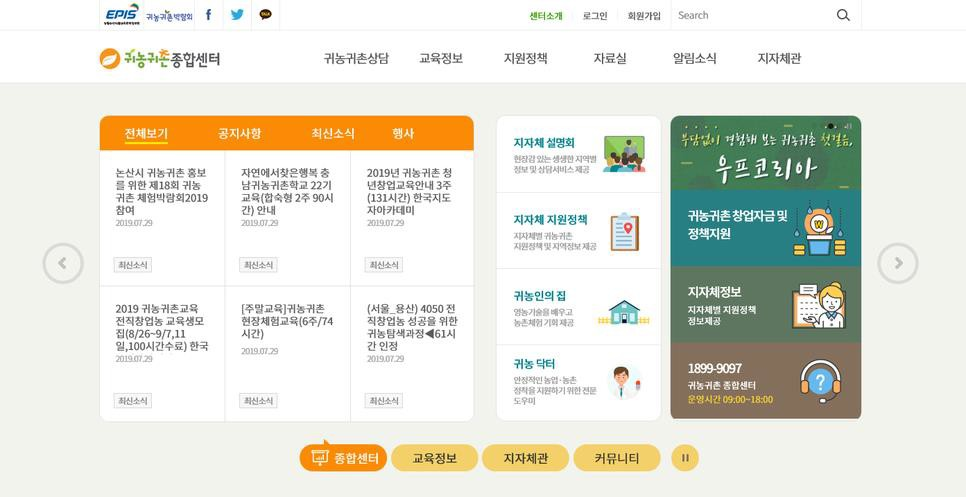 EPIS
귀농귀촌박람회
f
TALK
센터소개
로그인
회원가입
Search
귀농귀촌종합센터
귀농귀촌상담
교육정보
지원정책
자료실
알림소식
지자체관
전체보기
공지사항
최신소식
행사
논산시 귀농귀촌 홍보
를 위한 제18회 귀농
귀촌 체험박람회2019
참여
2019.07.29
최신소식
자연에서찾은행복 충
남귀농귀촌학교 22기
교육(합숙형 2주 90시
간) 안내
2019.07.29
최신소식
2019년 귀농귀촌 청
년창업교육안내 3주
(131시간) 한국지도
자아카데미
2019.07.29
최신소식
2019 귀농귀촌교육
전직창업농 교육생모
집(8/26~9/7,11
일,100시간수료) 한국
2019.07.29
최신소식
[주말교육]귀농귀촌
현장체험교육(6주/74
시간)
2019.07.29
최신소식
(서울_용산) 4050 전
직창업농 성공을 위한
귀농탐색과정◀61시
간 인정
2019.07.29
최신소식
지자체 설명회
현장감 있는 생생한 지역별
정보 및 상담서비스 제공
지자체 지원정책
지자체별 귀농귀촌
지원정책 및 지역정보 제공
귀농인의 집
영농기술을 배우고
농촌체험 기회 제공
귀농 닥터
안정적인 농업·농촌
정착을 지원하기 위한 전문
도우미
부담없이 경험해 보는 귀농귀촌 첫걸음,
우프코리아
귀농귀촌 창업자금 및
정책지원
W
지자체정보
지자체별 지원정책
정보제공
1899-9097
귀농귀촌 종합센터
운영시간 09:00~18:00
?
종합센터
교육정보
지자체관
커뮤니티